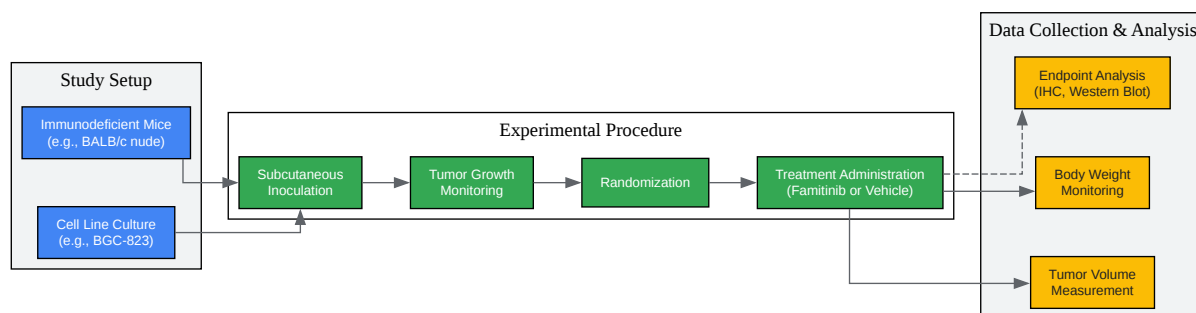 Study Setup
Immunodeficient Mice
(e.g., BALB/c nude)
Cell Line Culture
(e.g., BGC-823)
Experimental Procedure
Subcutaneous
Inoculation
Tumor Growth
Monitoring
Randomization
Treatment Administration
(Famitinib or Vehicle)
Data Collection & Analysis
Endpoint Analysis
(IHC, Western Blot)
Body Weight
Monitoring
Tumor Volume
Measurement